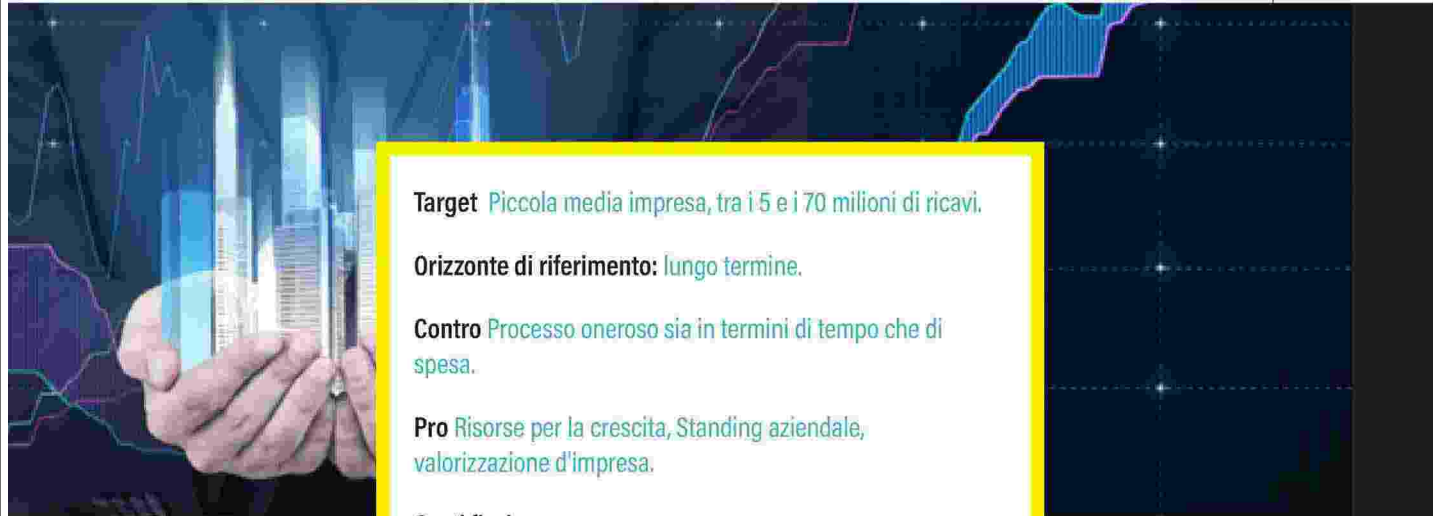 Target Piccola media impresa, tra i 5 e i 70 milioni di ricavi.
Orizzonte di riferimento: lungo termine.
Contro Processo oneroso sia in termini di tempo che di
spesa.
Pro Risorse per la crescita, Standing aziendale,
valorizzazione d'impresa.